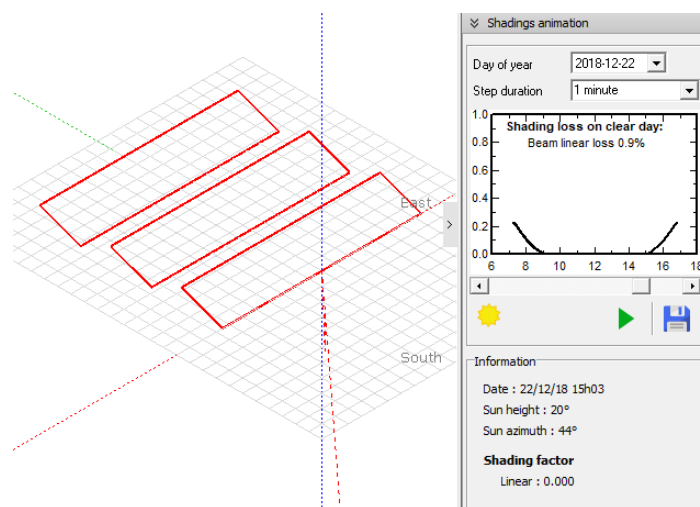 Shadings animation
Day of year 2018-12-22
Step duration 1 minute
1.0
0.8
0.6
0.4
0.2
0.0
Shading loss on clear day:
Beam linear loss 0.9%
6 8 10 12 14 16 18
East
South
Information
Date : 22/12/18 15h03
Sun height : 20°
Sun azimuth : 44°
Shading factor
Linear : 0.000